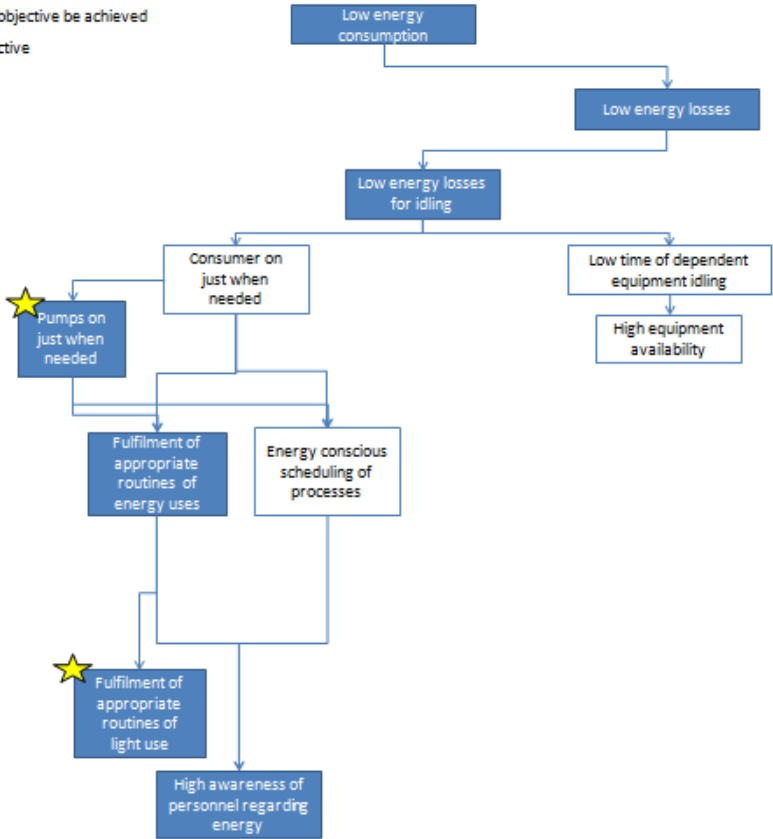 objective be achieved
ctive
Low energy
consumption
Low energy losses
Low energy losses
for idling
Consumer on
just when
needed
Low time of dependent
equipment idling
Pumps on
just when
needed
High equipment
availability
Fulfilment of
appropriate
routines of
energy uses
Energy conscious
scheduling of
processes
Fulfilment of
appropriate
routines of
light use
High awareness of
personnel regarding
energy